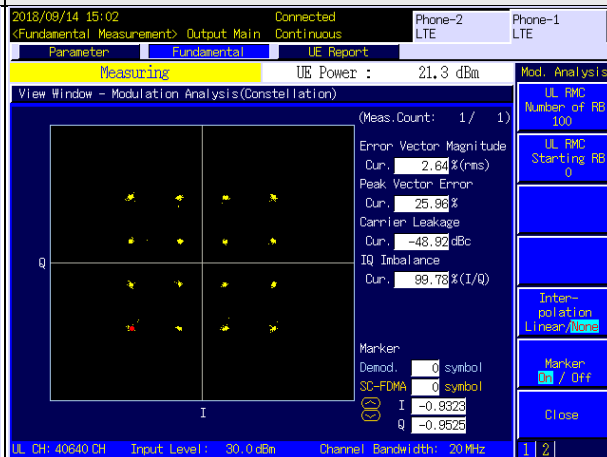 2018/09/14 15:02 Connected Phone-2 Phone-1
<Fundamental Measurement> Output Main Continuous LTE LTE
Parameter Fundamental UE Report
Measuring UE Power : 21.3 dBm Mod. Analysis
View Window - Modulation Analysis(Constellation)
(Meas.Count: 1/ 1)
Error Vector Magnitude
Cur. 2.64 %(rms)
Peak Vector Error
Cur. 25.96 %
Carrier Leakage
Cur. -48.92 dBc
IQ Imbalance
Cur. 99.78 %(I/Q)
Marker
Demod. 0 symbol
SC-FDMA 0 symbol
I -0.9323
Q -0.9525
Q
I
UL RMC
Number of RB
100
UL RMC
Starting RB
0
Inter-
polation
Linear/None
Marker
On / Off
Close
1 2
UL CH: 40640 CH Input Level: 30.0 dBm Channel Bandwidth: 20 MHz